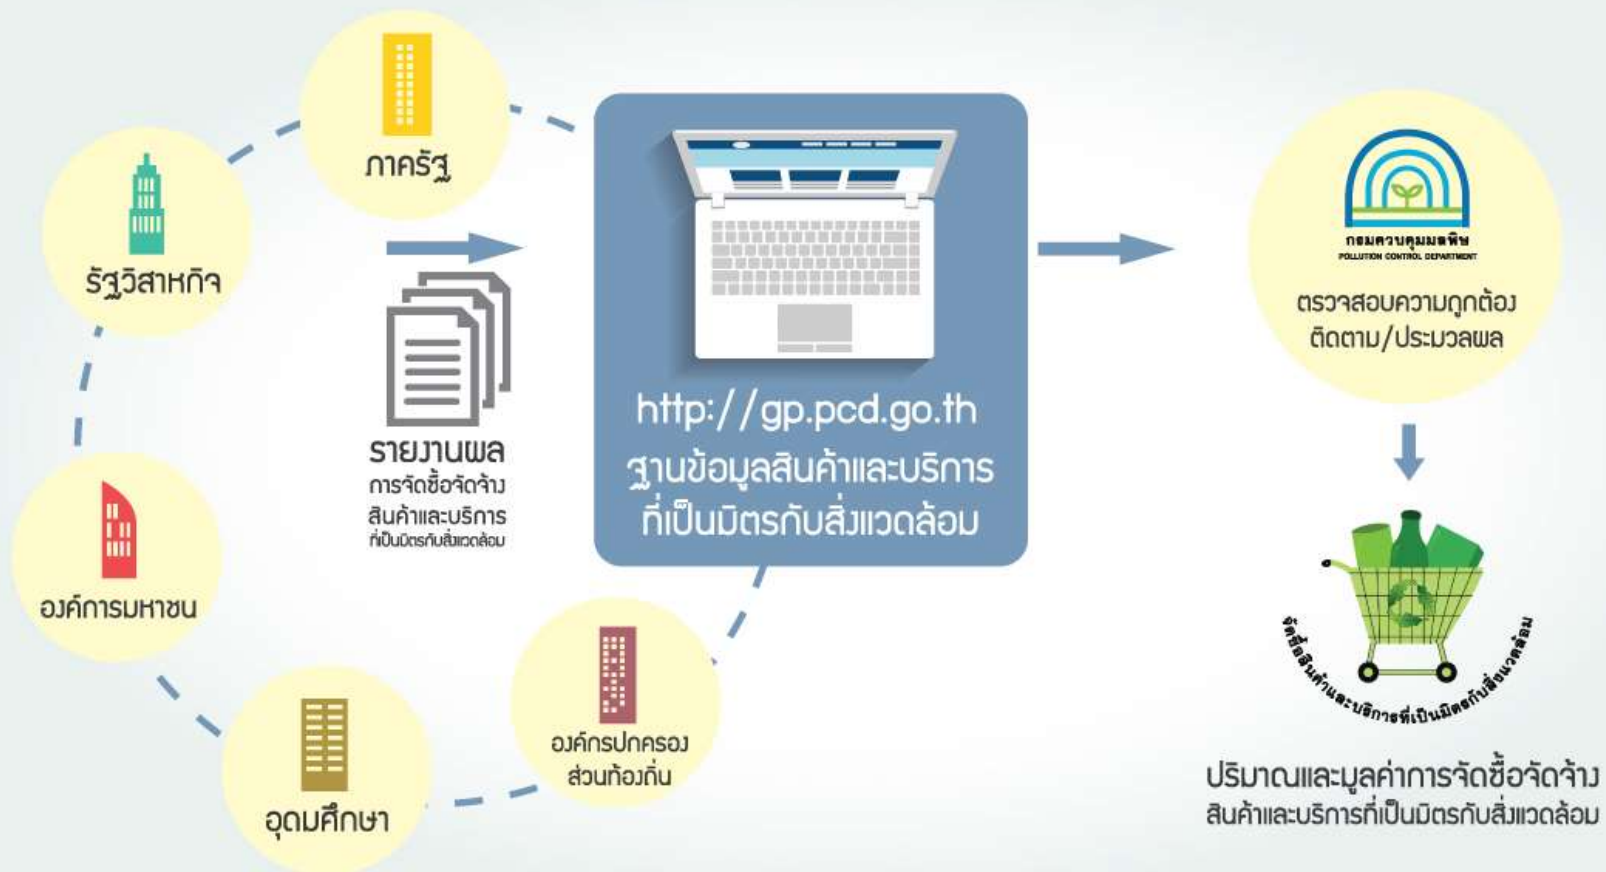 ภาครัฐ
รัฐวิสาหกิจ
องค์การมหาชน
อุดมศึกษา
องค์กรปกครอง
ส่วนท้องถิ่น
รายงานผล
การจัดซื้อจัดจ้าง
สินค้าและบริการ
ที่เป็นมิตรกับสิ่งแวดล้อม
http://gp.pcd.go.th
ฐานข้อมูลสินค้าและบริการ
ที่เป็นมิตรกับสิ่งแวดล้อม
กรมควบคุมมลพิษ
POLLUTION CONTROL DEPARTMENT
ตรวจสอบความถูกต้อง
ติดตาม/ประมวลผล
จัดซื้อสินค้าและบริการที่เป็นมิตรกับสิ่งแวดล้อม
ปริมาณและมูลค่าการจัดซื้อจัดจ้าง
สินค้าและบริการที่เป็นมิตรกับสิ่งแวดล้อม